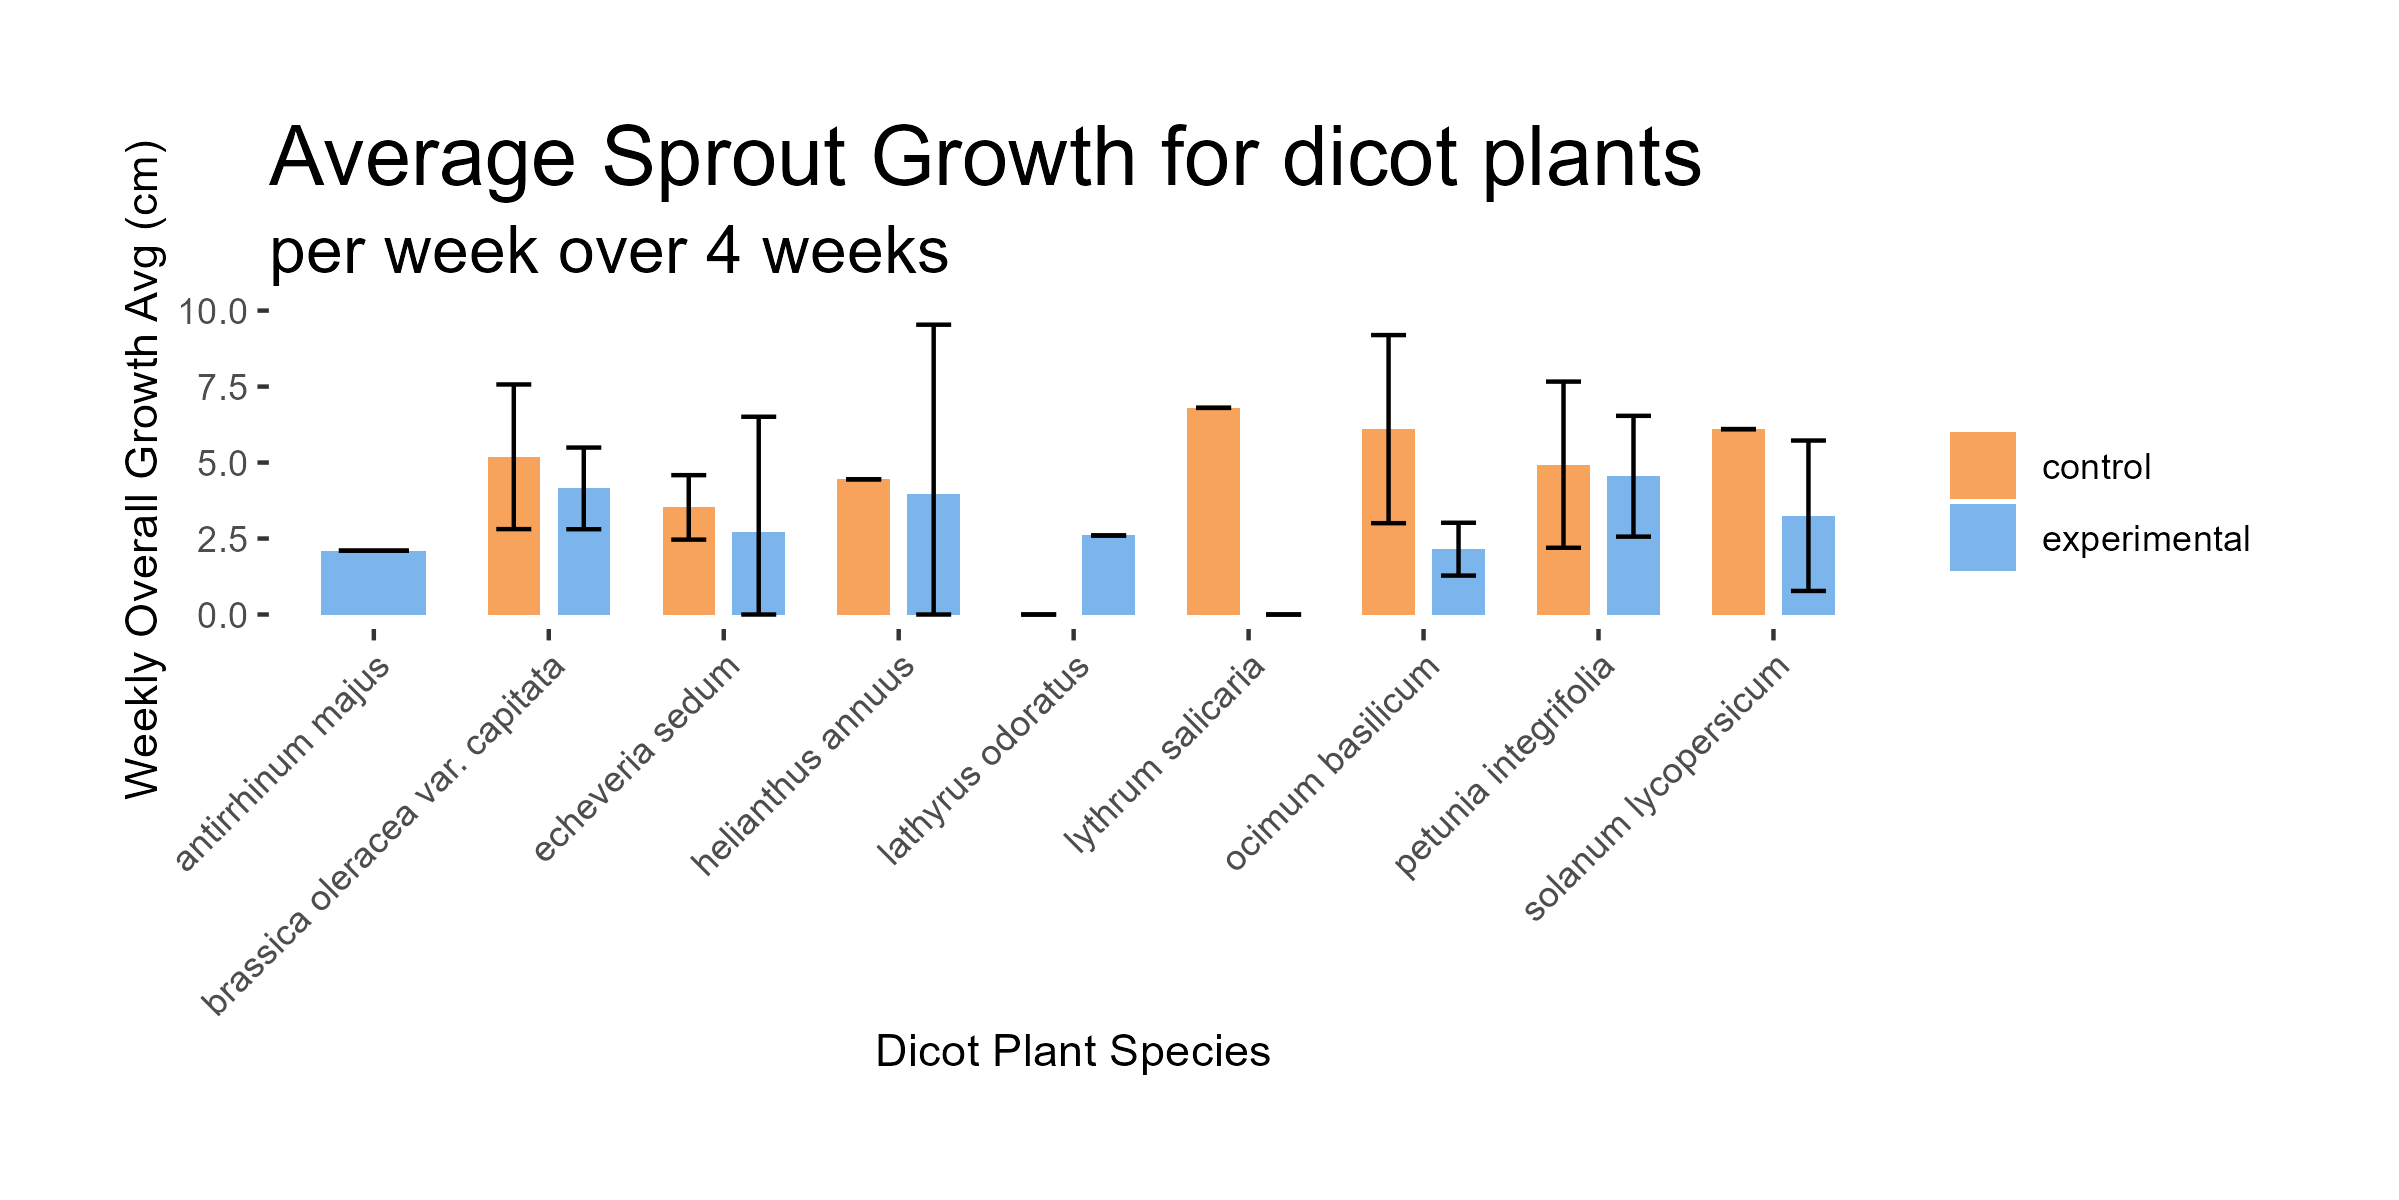 Average Sprout Growth for dicot plants
per week over 4 weeks
Weekly Overall Growth Avg (cm)
10.0
7.5
5.0
2.5
0.0
antirrhinum majus
brassica oleracea var. capitata
echeveria sedum
helianthus annuus
lathyrus odoratus
lythrum salicaria
ocimum basilicum
petunia integrifolia
solanum lycopersicum
Dicot Plant Species
control
experimental